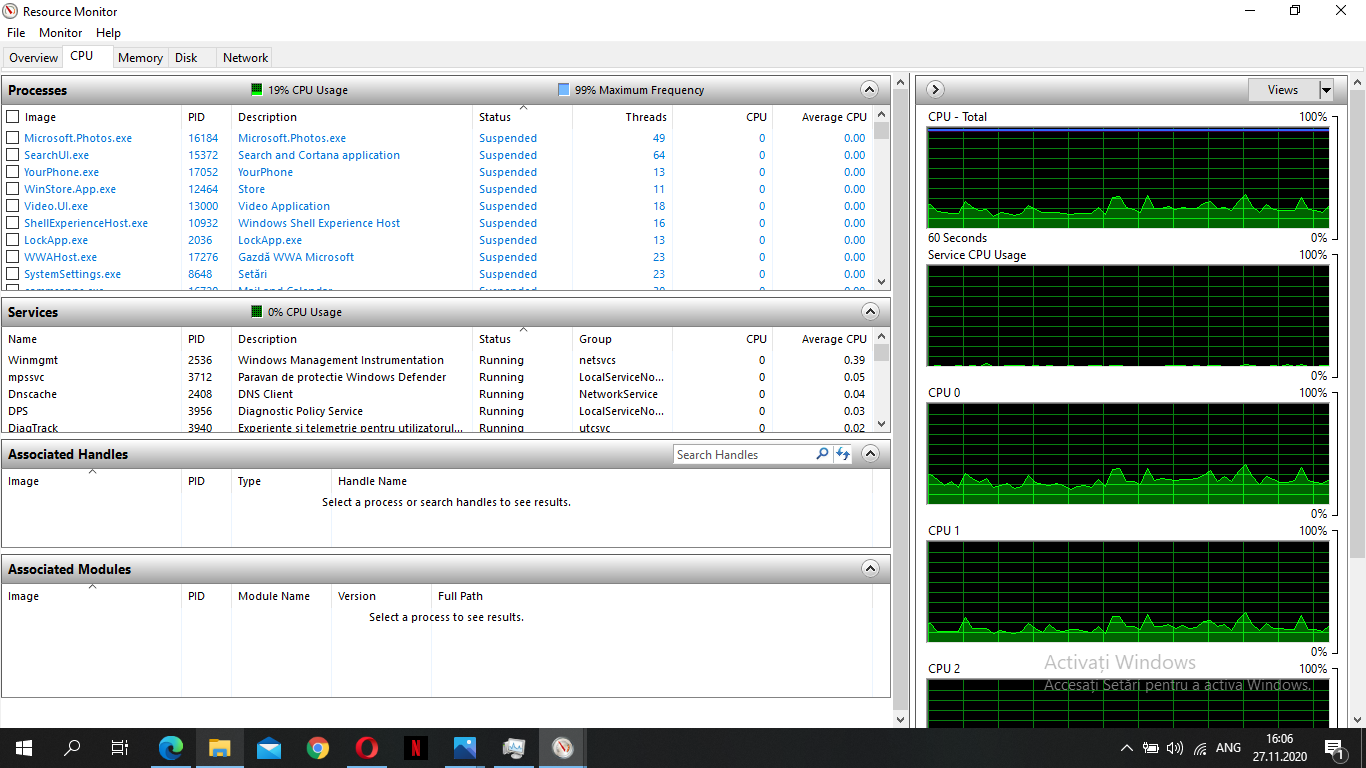 Resource Monitor
File Monitor Help
Overview CPU Memory Disk Network
Processes 19% CPU Usage 99% Maximum Frequency
Image PID Description Status Threads CPU Average CPU
Microsoft.Photos.exe 16184 Microsoft.Photos.exe Suspended 49 0 0.00
SearchUI.exe 15372 Search and Cortana application Suspended 64 0 0.00
YourPhone.exe 17052 YourPhone Suspended 13 0 0.00
WinStore.App.exe 12464 Store Suspended 11 0 0.00
Video.UI.exe 13000 Video Application Suspended 18 0 0.00
ShellExperienceHost.exe 10932 Windows Shell Experience Host Suspended 16 0 0.00
LockApp.exe 2036 LockApp.exe Suspended 13 0 0.00
WWAHost.exe 17276 Gazdă WWA Microsoft Suspended 23 0 0.00
SystemSettings.exe 8648 Setări Suspended 23 0 0.00
Mail and Calendar Suspended 0 0.00
Services 0% CPU Usage
Name PID Description Status Group CPU Average CPU
Winmgmt 2536 Windows Management Instrumentation Running netsvcs 0 0.39
mpssvc 3712 Paravan de protectie Windows Defender Running LocalServiceNo... 0 0.05
Dnscache 2408 DNS Client Running NetworkService 0 0.04
DPS 3956 Diagnostic Policy Service Running LocalServiceNo... 0 0.03
DiagTrack 3940 Experiențe și telemetrie pentru utilizatorul... Running utcsvc 0 0.02
Associated Handles Search Handles
Image PID Type Handle Name
Select a process or search handles to see results.
Associated Modules
Image PID Module Name Version Full Path
Select a process to see results.
Views
CPU - Total 100%
60 Seconds 0%
Service CPU Usage 100%
0%
CPU 0 100%
0%
CPU 1 100%
0%
CPU 2 100%
Activați Windows
Accesați Setări pentru a activa Windows.
N
ANG
16:06
27.11.2020
1